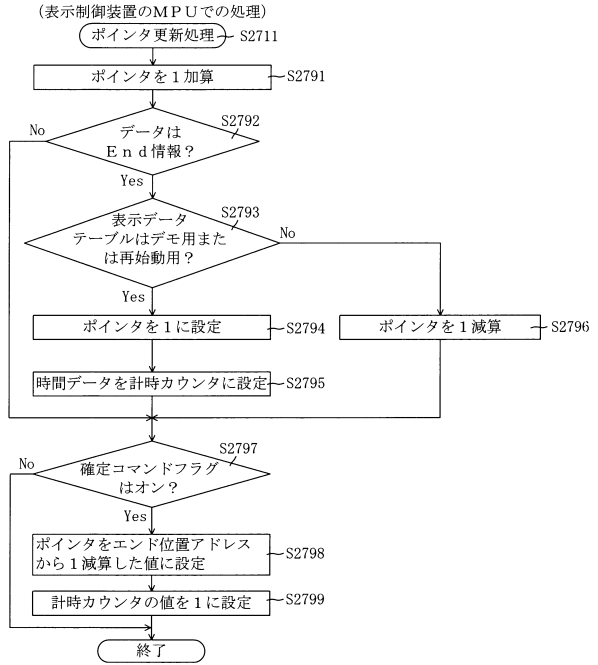 (表示制御装置のＭＰＵでの処理)
ポインタ更新処理
S2711
ポインタを１加算
S2791
S2792
No
データは
Ｅｎｄ情報？
Yes
S2793
表示データ
テーブルはデモ用また
は再始動用？
No
Yes
ポインタを１に設定
S2794
ポインタを１減算
S2796
時間データを計時カウンタに設定
S2795
S2797
No
確定コマンドフラグ
はオン？
Yes
ポインタをエンド位置アドレス
から１減算した値に設定
S2798
計時カウンタの値を１に設定
S2799
終了